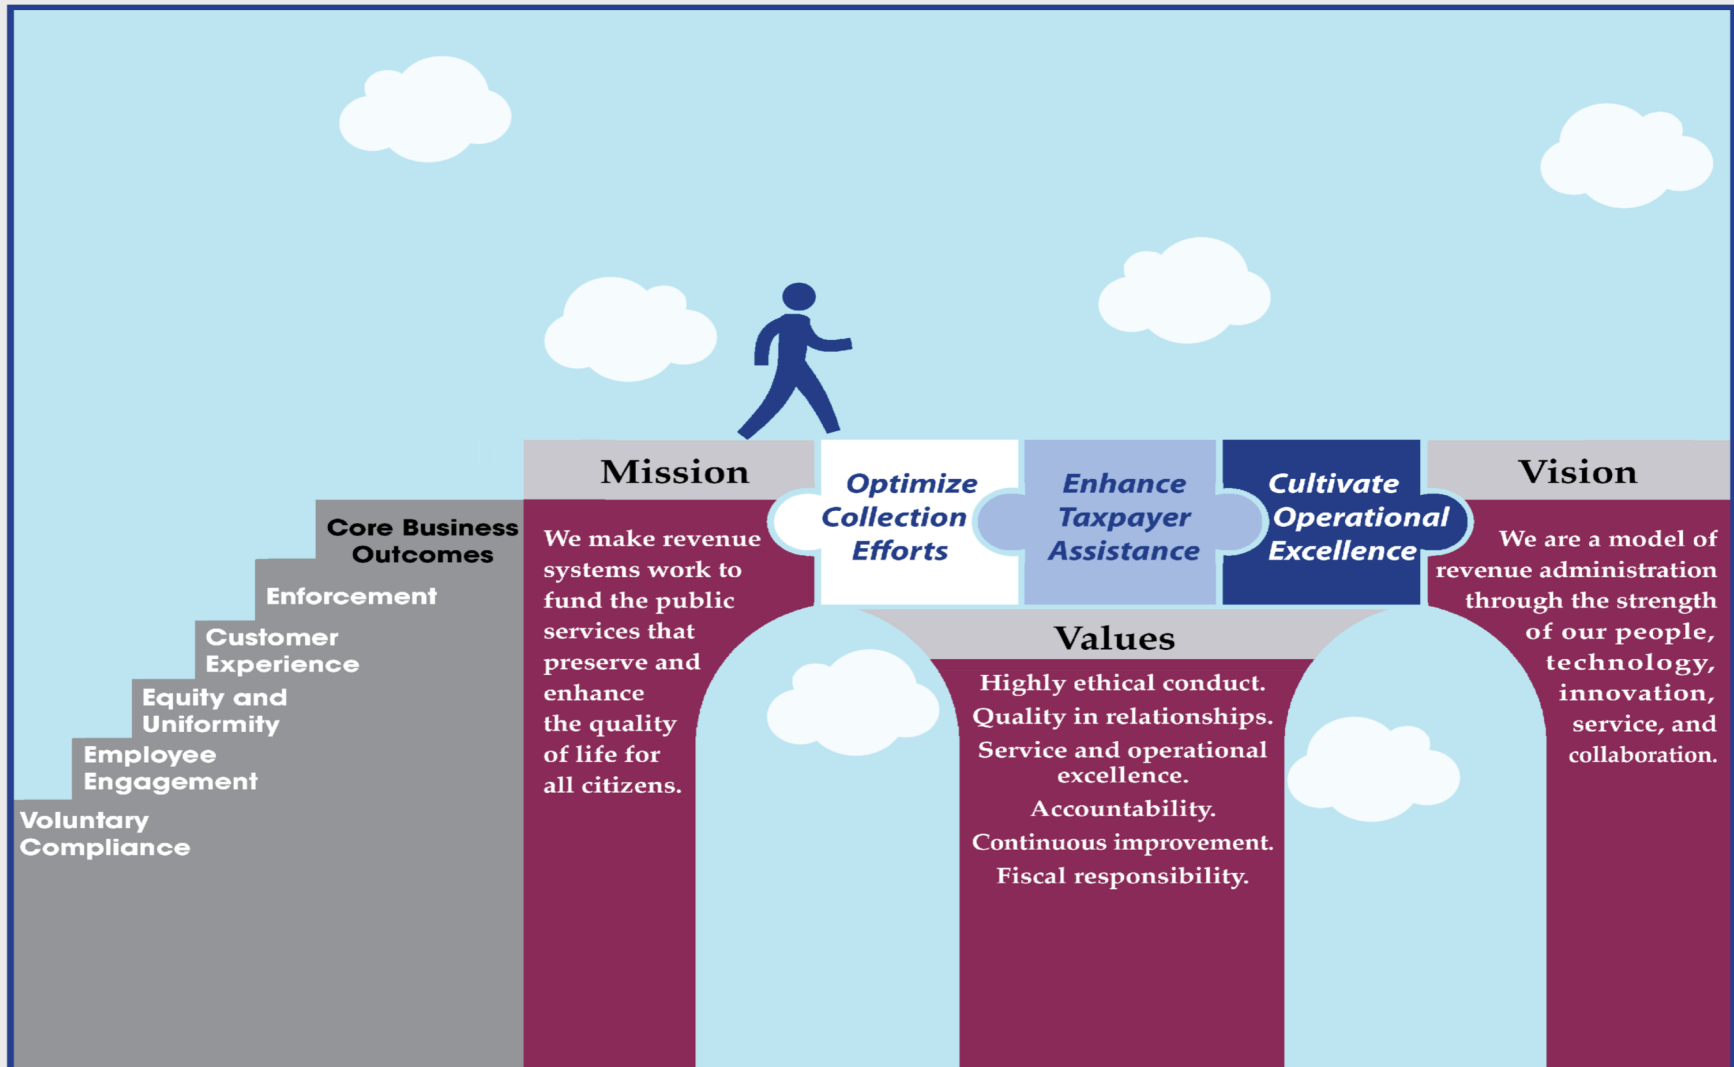 Core Business
Outcomes
Enforcement
Customer
Experience
Equity and
Uniformity
Employee
Engagement
Voluntary
Compliance
Mission
We make revenue
systems work to
fund the public
services that
preserve and
enhance
the quality
of life for
all citizens.
Optimize
Collection
Efforts
Enhance
Taxpayer
Assistance
Cultivate
Operational
Excellence
Values
Highly ethical conduct.
Quality in relationships.
Service and operational
excellence.
Accountability.
Continuous improvement.
Fiscal responsibility.
Vision
We are a model of
revenue administration
through the strength
of our people,
technology,
innovation,
service, and
collaboration.